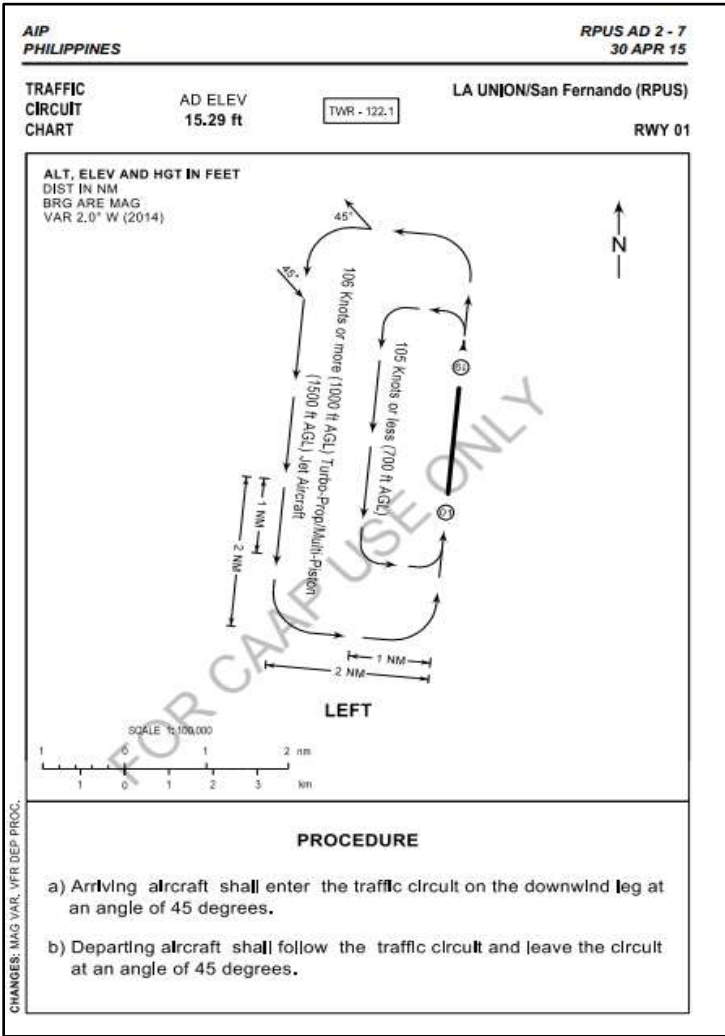 AIP
PHILIPPINES
RPUS AD 2 - 7
30 APR 15
TRAFFIC
CIRCUIT
CHART
AD ELEV
15.29 ft
TWR - 122.1
LA UNION/San Fernando (RPUS)
RWY 01
ALT, ELEV AND HGT IN FEET
DIST IN NM
BRG ARE MAG
VAR 2.0° W (2014)
N
45°
45°
106 Knots or more (1000 ft AGL) Turbo-Prop/Multi-Piston
(1500 ft AGL) Jet Aircraft
105 Knots or less (700 ft AGL)
19
01
1 NM
2 NM
1 NM
2 NM
LEFT
FOR CAAP USE ONLY
SCALE 1: 100,000
1 0 1 2 nm
1 0 1 2 3 km
PROCEDURE
a) Arriving aircraft shall enter the traffic circuit on the downwind leg at
an angle of 45 degrees.
b) Departing aircraft shall follow the traffic circuit and leave the circuit
at an angle of 45 degrees.
CHANGES: MAG VAR, VFR DEP PROC.